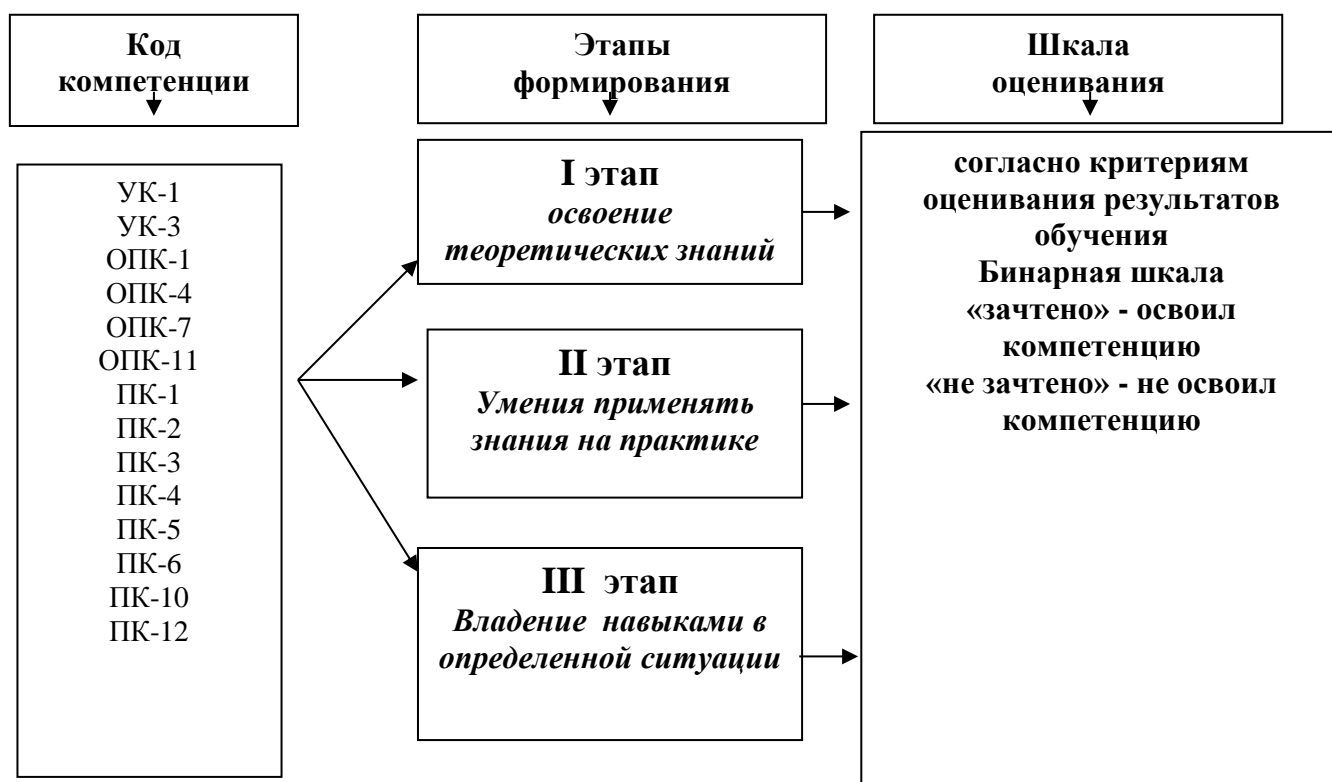 Код
компетенции
Этапы
формирования
Шкала
оценивания
УК-1
УК-3
ОПК-1
ОПК-4
ОПК-7
ОПК-11
ПК-1
ПК-2
ПК-3
ПК-4
ПК-5
ПК-6
ПК-10
ПК-12
I этап
освоение
теоретических знаний
II этап
Умения применять
знания на практике
III этап
Владение навыками в
определенной ситуации
согласно критериям
оценивания результатов
обучения
Бинарная шкала
«зачтено» - освоил
компетенцию
«не зачтено» - не освоил
компетенцию